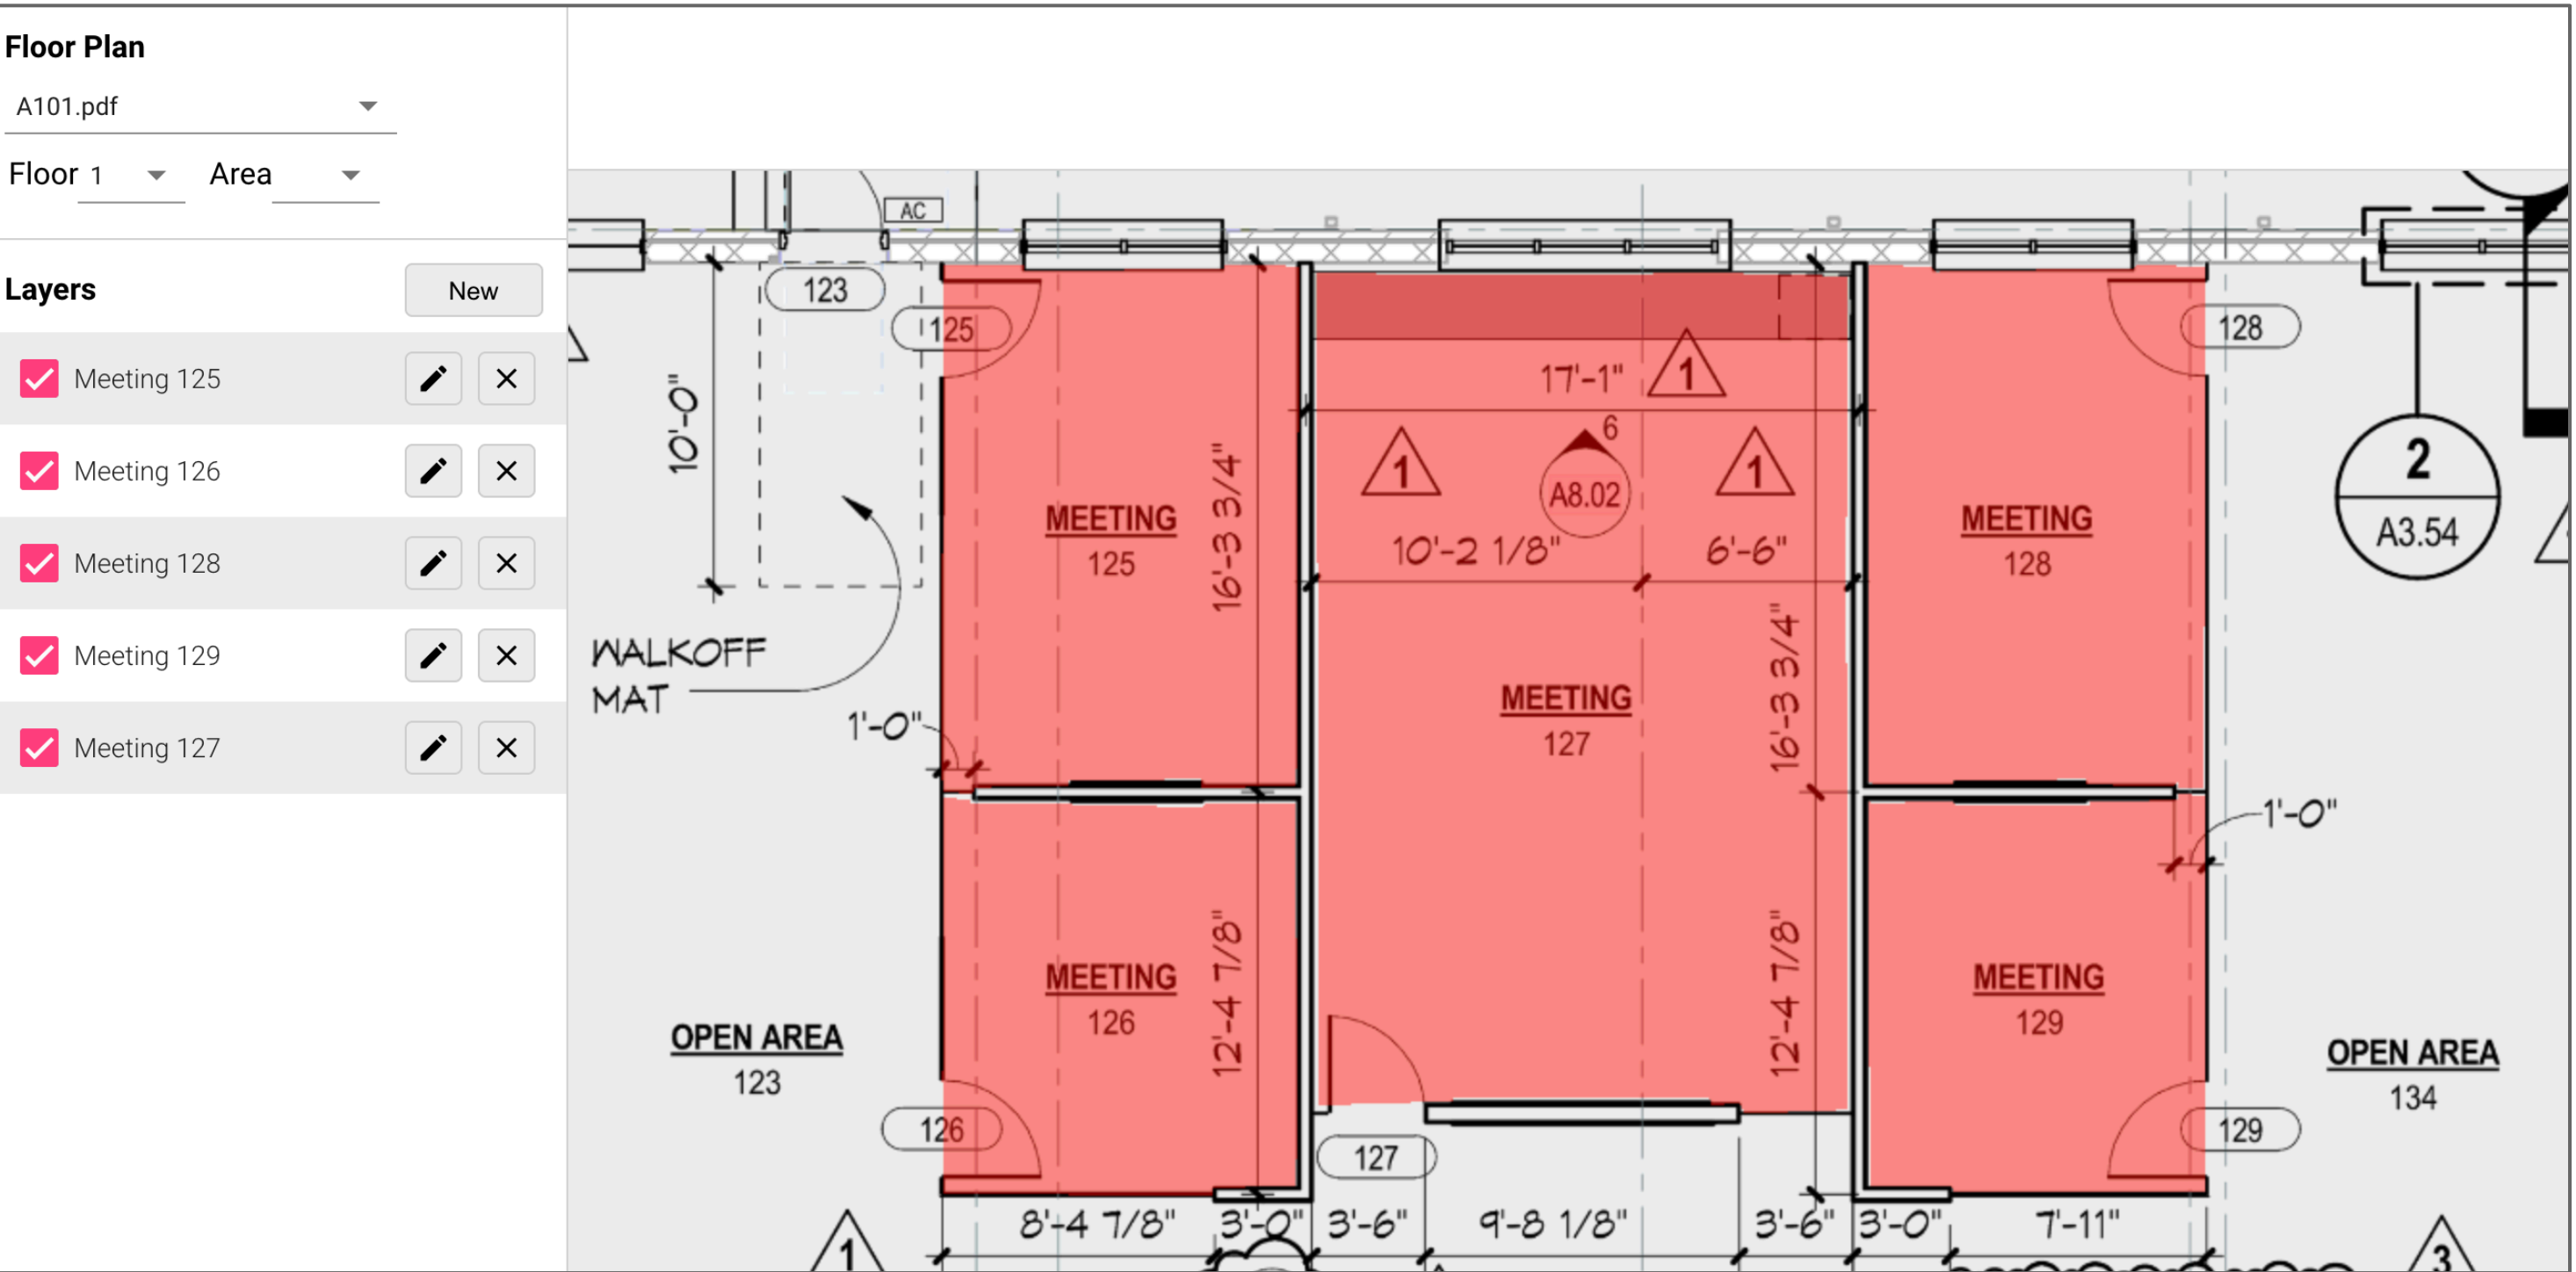 Floor Plan
A101.pdf
Floor 1 Area
Layers New
Meeting 125
Meeting 126
Meeting 128
Meeting 129
Meeting 127
AC
123
125
128
10'-0"
17'-1"
1
6
A8.02
1
1
10'-2 1/8"
6'-6"
16'-3 3/4"
MEETING
125
MEETING
128
2
A3.54
WALKOFF
MAT
1'-0"
MEETING
127
16'-3 3/4"
1'-0"
MEETING
126
12'-4 7/8"
12'-4 7/8"
MEETING
129
OPEN AREA
123
OPEN AREA
134
126
127
129
8'-4 7/8" 3'-0" 3'-6" 9'-8 1/8" 3'-6" 3'-0" 7'-11"
1
3